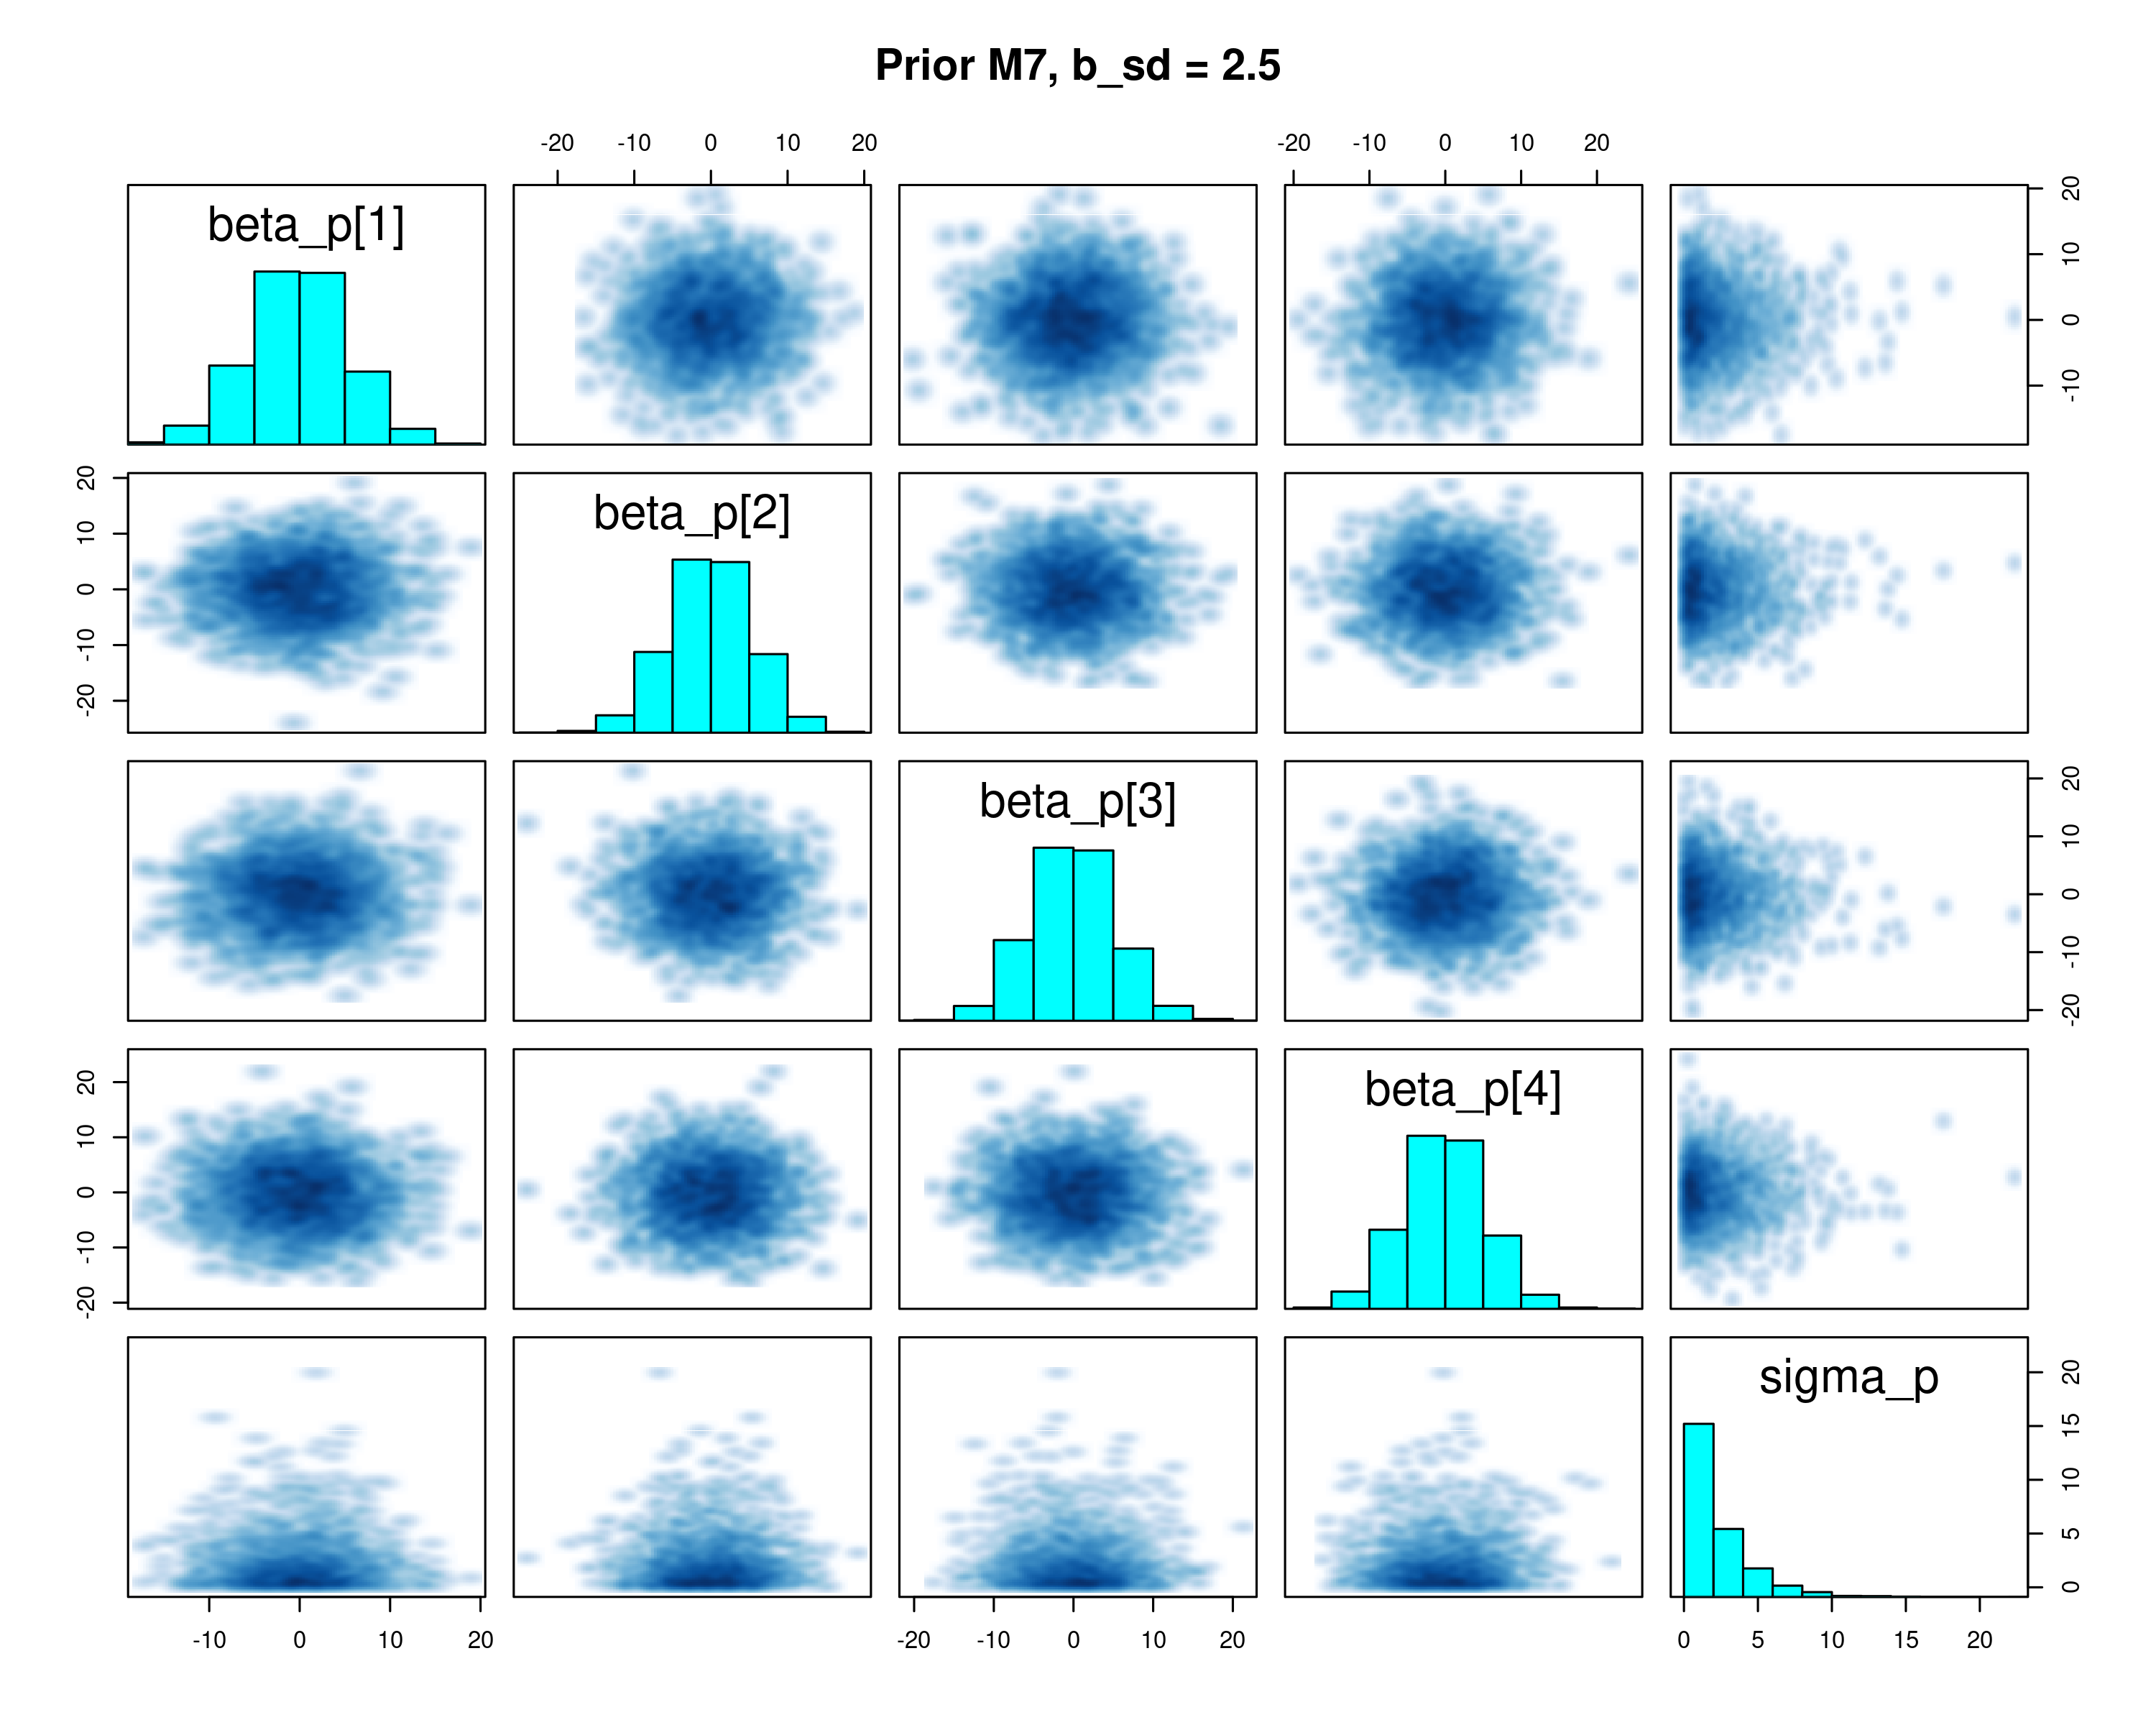 Prior M7, b_sd = 2.5
-20 -10 0 10 20 -20 -10 0 10 20
beta_p[1]
-10 0 10 20
beta_p[2]
-20 -10 0 10 20
beta_p[3]
-20 -10 0 10 20
beta_p[4]
-20 -10 0 10 20
sigma_p
0 5 10 15 20
-10 0 10 20 -20 -10 0 10 20 0 5 10 15 20